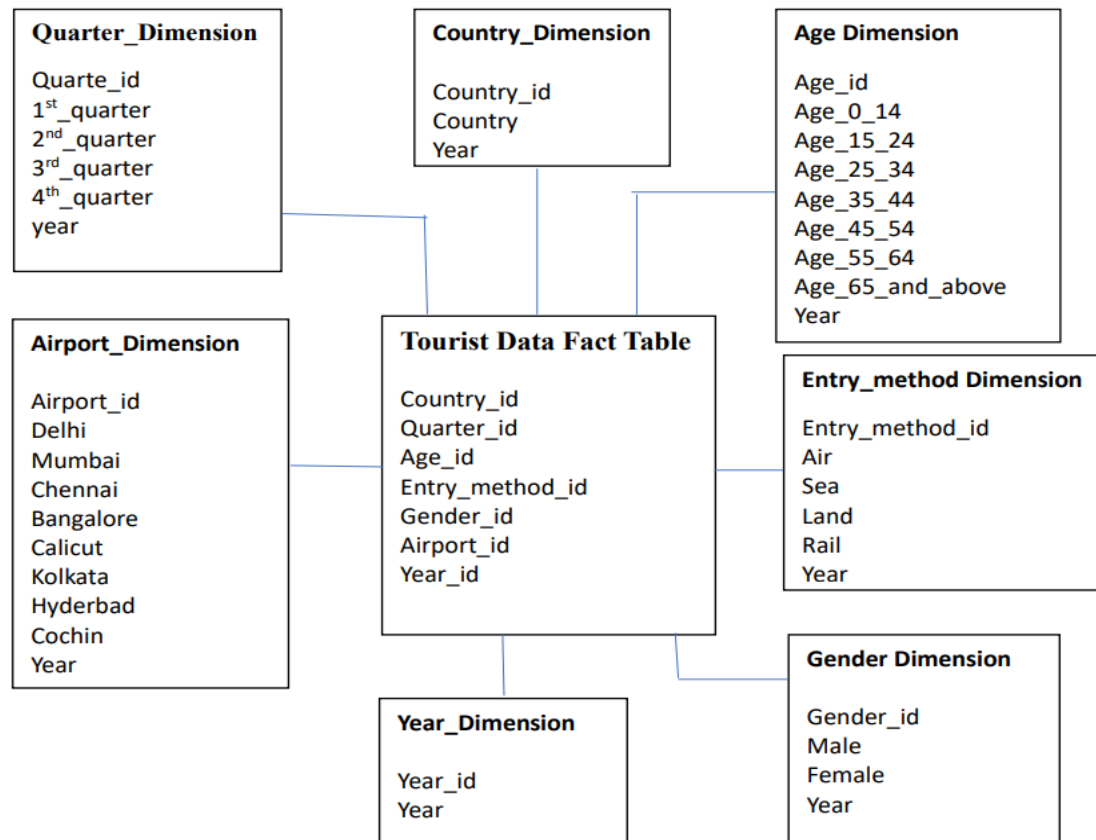 Quarter_Dimension
Quarte_id
1st_quarter
2nd_quarter
3rd_quarter
4th_quarter
year
Country_Dimension
Country_id
Country
Year
Age Dimension
Age_id
Age_0_14
Age_15_24
Age_25_34
Age_35_44
Age_45_54
Age_55_64
Age_65_and_above
Year
Airport_Dimension
Airport_id
Delhi
Mumbai
Chennai
Bangalore
Calicut
Kolkata
Hyderbad
Cochin
Year
Tourist Data Fact Table
Country_id
Quarter_id
Age_id
Entry_method_id
Gender_id
Airport_id
Year_id
Entry_method Dimension
Entry_method_id
Air
Sea
Land
Rail
Year
Year_Dimension
Year_id
Year
Gender Dimension
Gender_id
Male
Female
Year